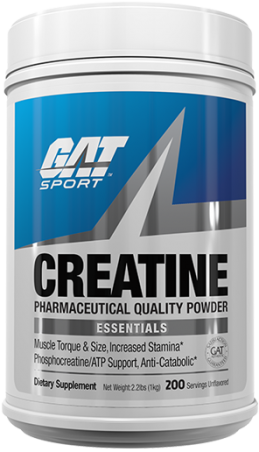 GAT
SPORT
CREATINE
PHARMACEUTICAL QUALITY POWDER
ESSENTIALS
Muscle Torque & Size, Increased Stamina*
Phosphocreatine/ATP Support, Anti-Catabolic*
GAT
Dietary Supplement Net Weight: 2.2lbs (1kg) 200 Servings Unflavored